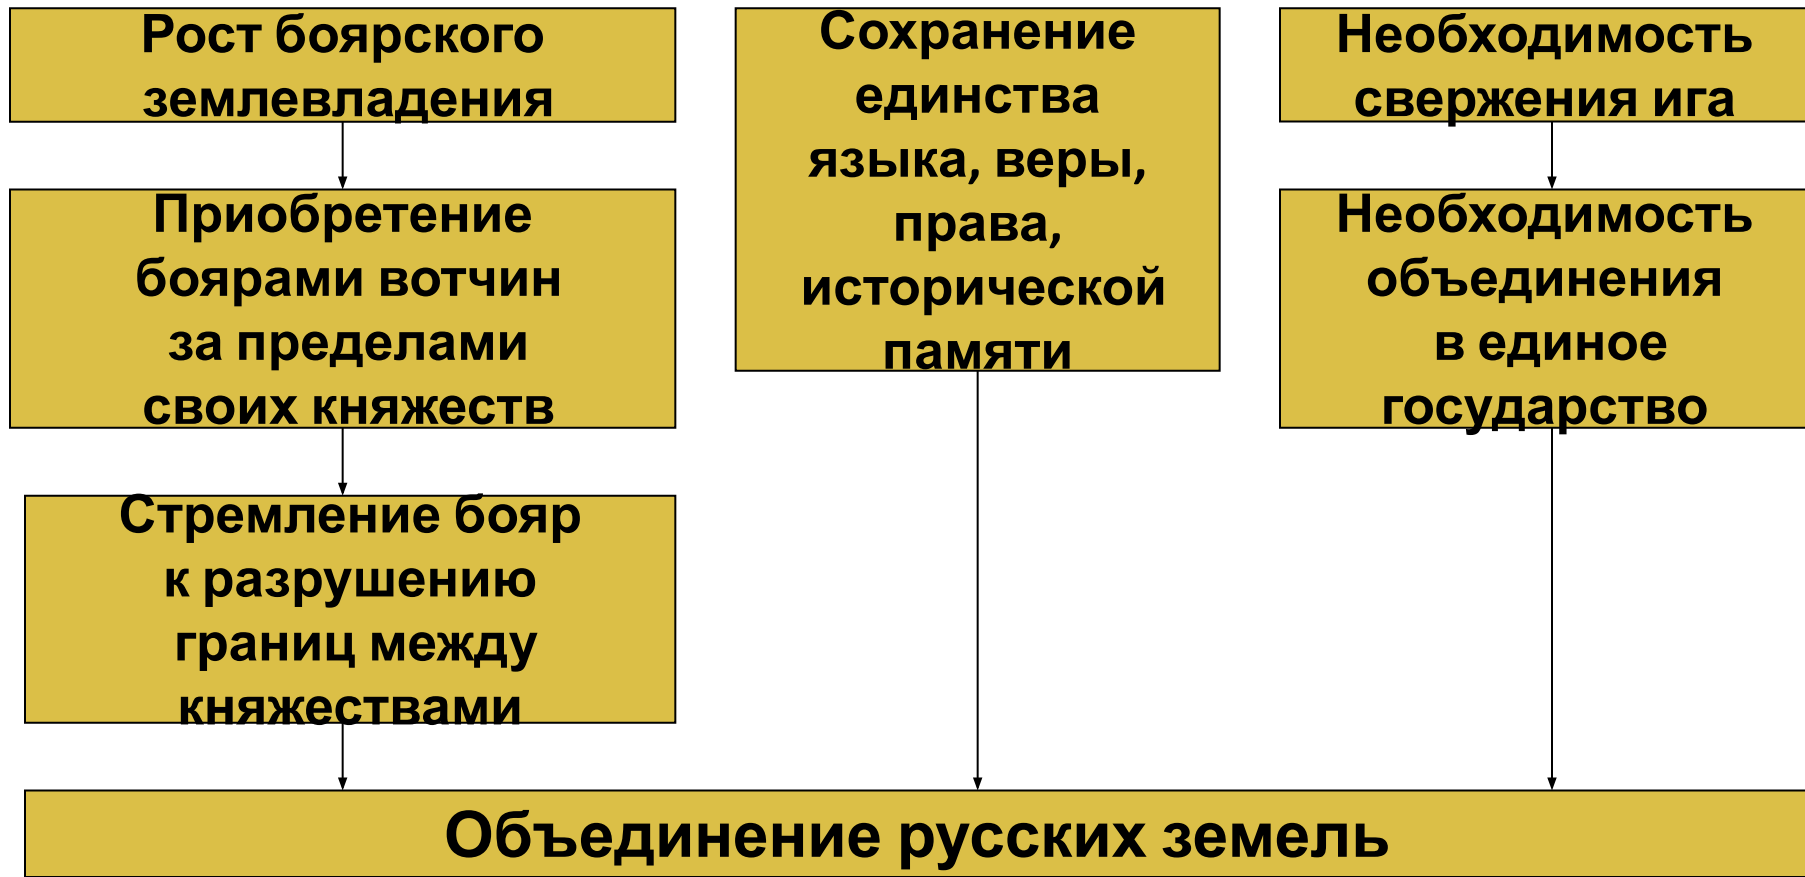 Рост боярского
землевладения
Приобретение
боярами вотчин
за пределами
своих княжеств
Стремление бояр
к разрушению
границ между
княжествами
Сохранение
единства
языка, веры,
права,
исторической
памяти
Необходимость
свержения ига
Необходимость
объединения
в единое
государство
Объединение русских земель